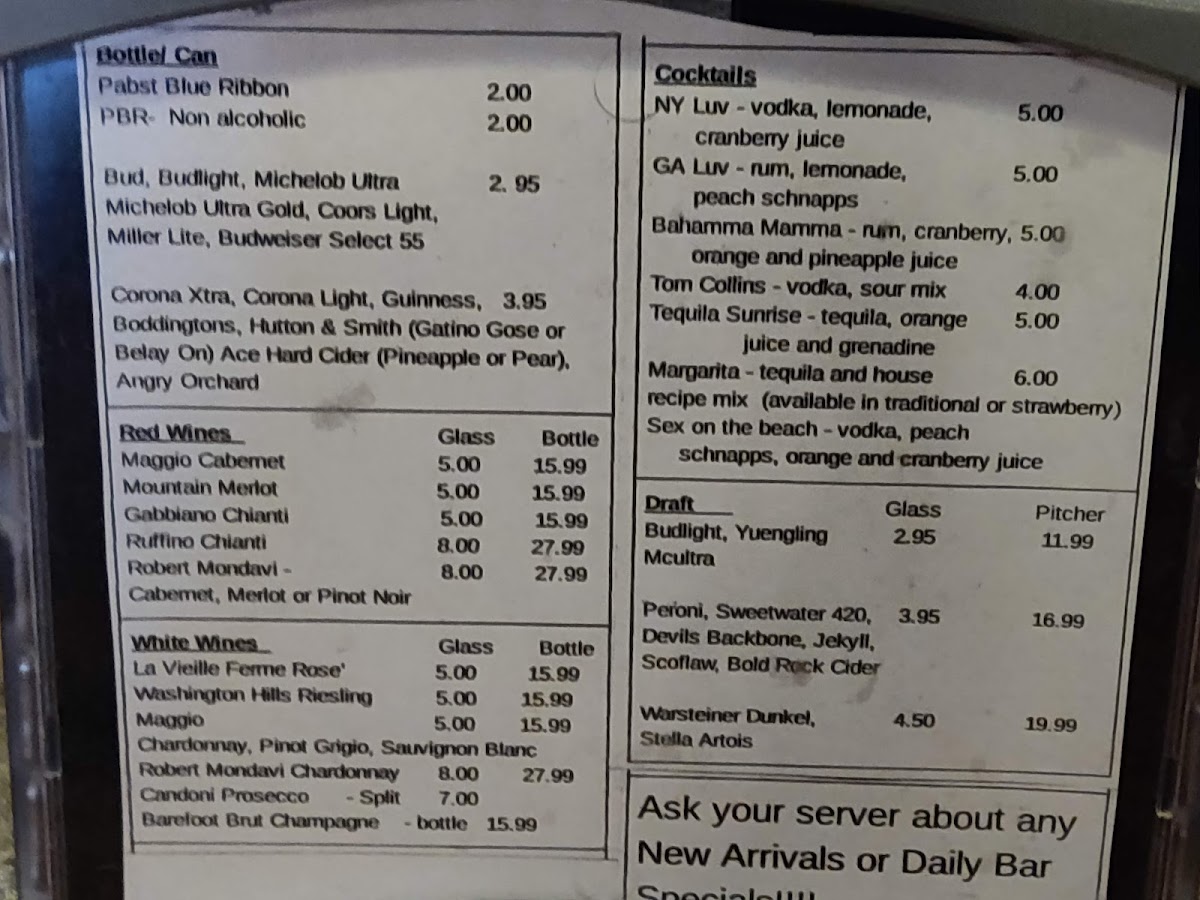 Bottle/ Can
Pabst Blue Ribbon 2.00
PBR- Non alcoholic 2.00
Bud, Budlight, Michelob Ultra 2. 95
Michelob Ultra Gold, Coors Light,
Miller Lite, Budweiser Select 55
Corona Xtra, Corona Light, Guinness, 3.95
Boddingtons, Hutton & Smith (Gatino Gose or
Belay On) Ace Hard Cider (Pineapple or Pear),
Angry Orchard
Red Wines Glass Bottle
Maggio Cabernet 5.00 15.99
Mountain Merlot 5.00 15.99
Gabbiano Chianti 5.00 15.99
Ruffino Chianti 8.00 27.99
Robert Mondavi - 8.00 27.99
Cabernet, Merlot or Pinot Noir
White Wines Glass Bottle
La Vieille Ferme Rose' 5.00 15.99
Washington Hills Riesling 5.00 15.99
Maggio 5.00 15.99
Chardonnay, Pinot Grigio, Sauvignon Blanc
Robert Mondavi Chardonnay 8.00 27.99
Candoni Prosecco - Split 7.00
Barefoot Brut Champagne - bottle 15.99
Cocktails
NY Luv - vodka, lemonade, 5.00
cranberry juice
GA Luv - rum, lemonade, 5.00
peach schnapps
Bahamma Mamma - rum, cranberry, 5.00
orange and pineapple juice
Tom Collins - vodka, sour mix 4.00
Tequila Sunrise - tequila, orange 5.00
juice and grenadine
Margarita - tequila and house 6.00
recipe mix (available in traditional or strawberry)
Sex on the beach - vodka, peach
schnapps, orange and cranberry juice
Draft Glass Pitcher
Budlight, Yuengling 2.95 11.99
Mcultra
Peroni, Sweetwater 420, 3.95 16.99
Devils Backbone, Jekyll,
Scoflaw, Bold Rock Cider
Warsteiner Dunkel, 4.50 19.99
Stella Artois
Ask your server about any
New Arrivals or Daily Bar
Specials!!!!